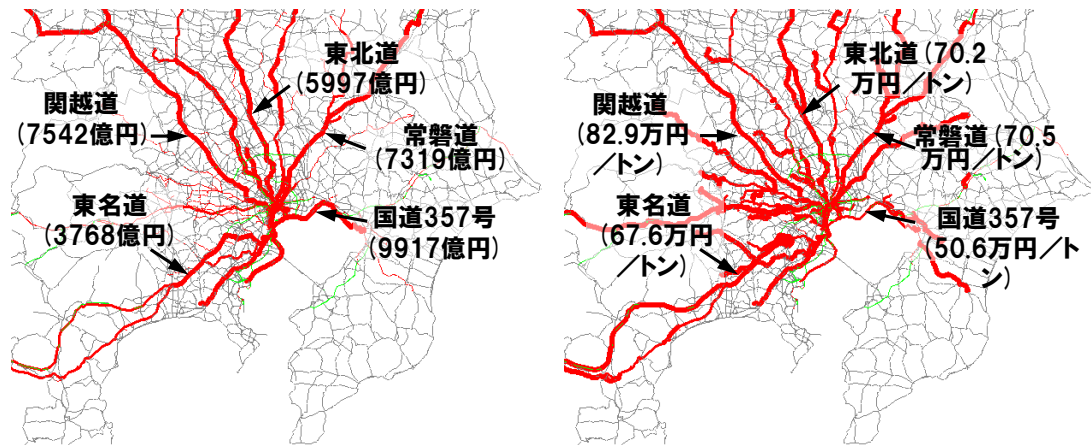 東北道
(5997億円)
関越道
(7542億円)
常磐道
(7319億円)
東名道
(3768億円)
国道357号
(9917億円)
東北道(70.2
万円／トン)
関越道
(82.9万円
／トン)
常磐道(70.5
万円／トン)
東名道
(67.6万円
／トン)
国道357号
(50.6万円／ト
ン)